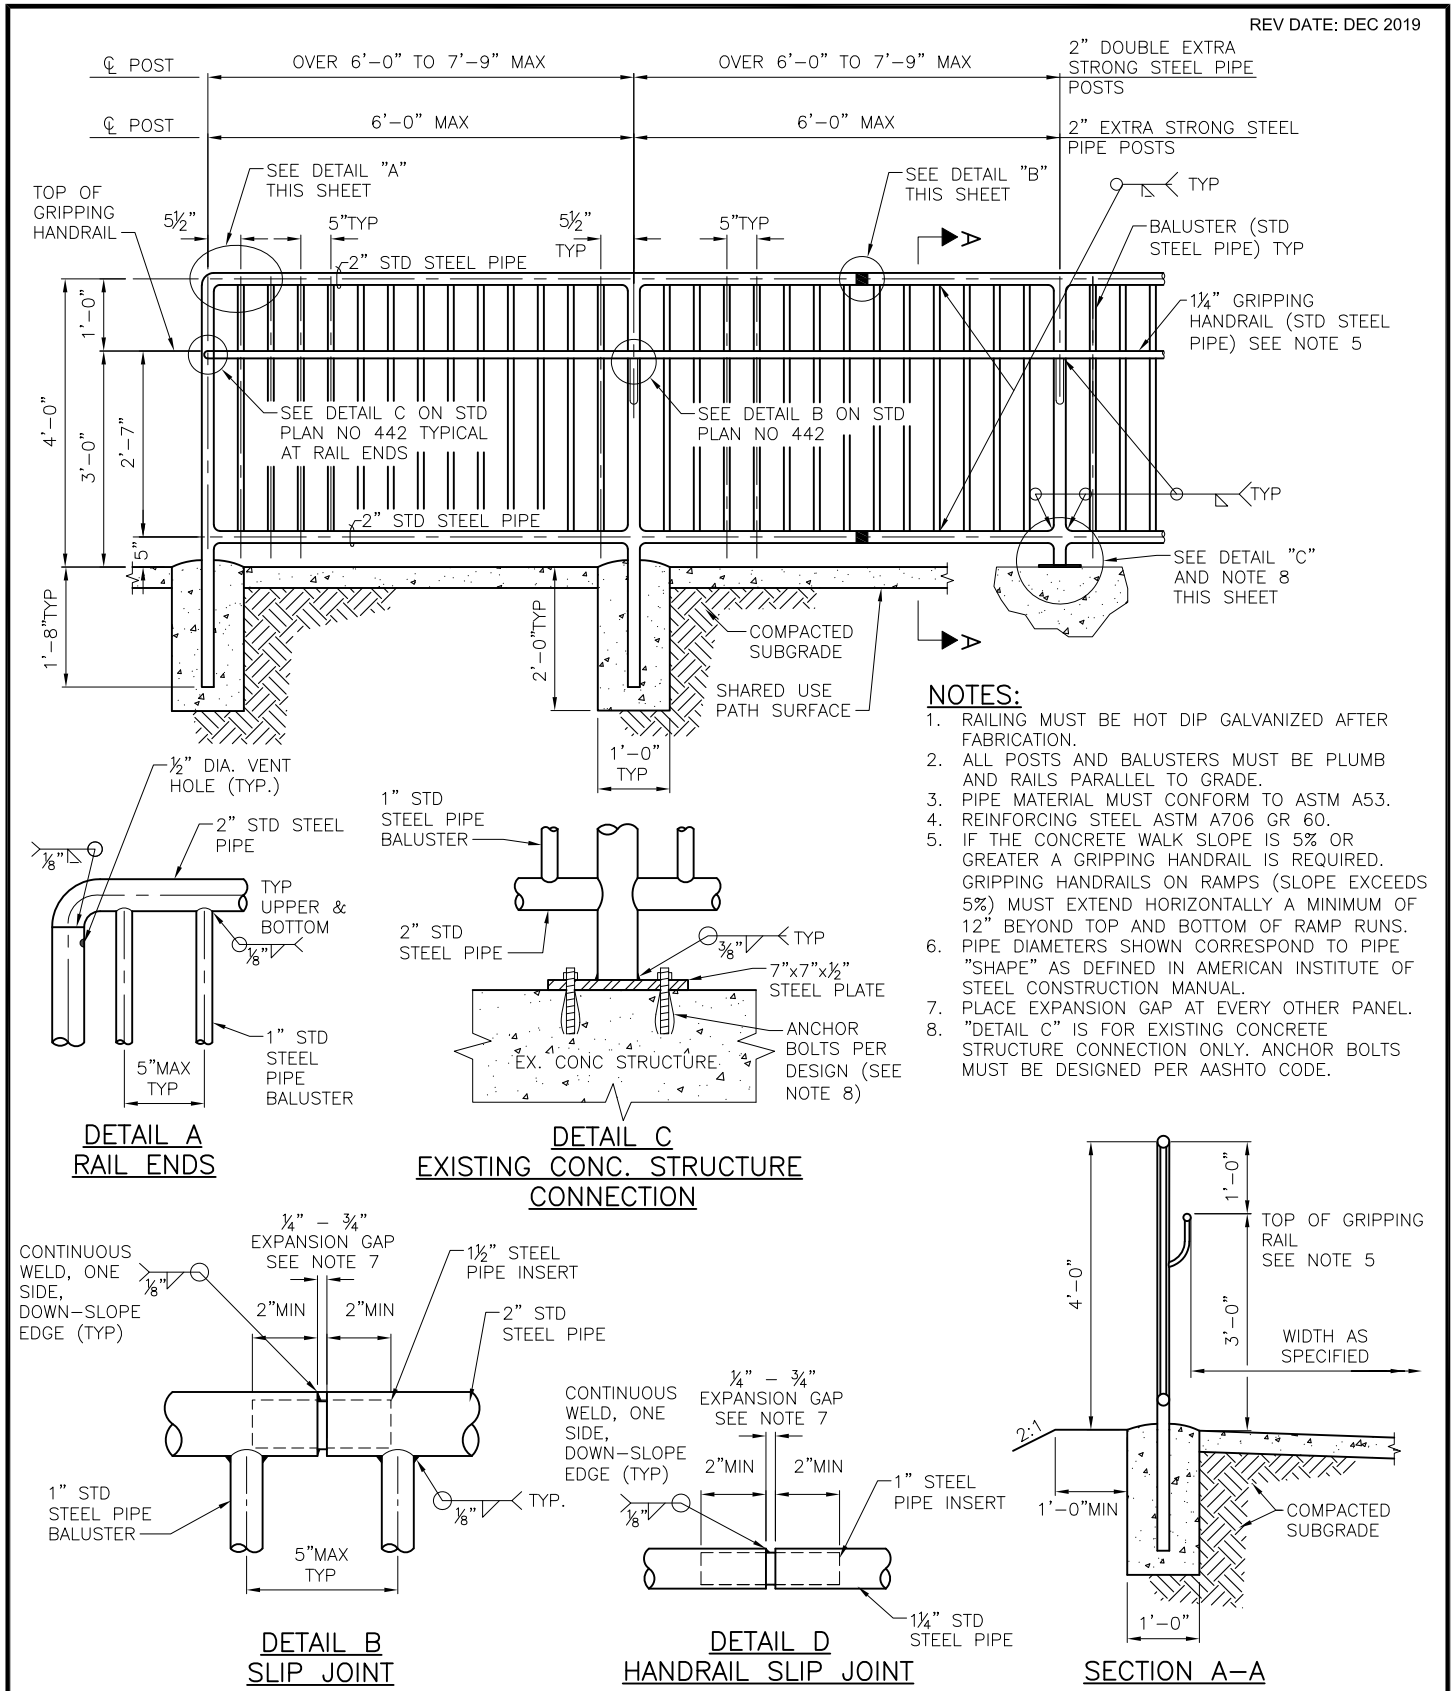 REV DATE: DEC 2019
℄ POST
OVER 6'-0" TO 7'-9" MAX
OVER 6'-0" TO 7'-9" MAX
2" DOUBLE EXTRA
STRONG STEEL PIPE
POSTS
℄ POST
6'-0" MAX
6'-0" MAX
2" EXTRA STRONG STEEL
PIPE POSTS
SEE DETAIL "A"
THIS SHEET
SEE DETAIL "B"
THIS SHEET
TYP
TOP OF
GRIPPING
HANDRAIL
5½"
5"TYP
5½"
TYP
5"TYP
A
BALUSTER (STD
STEEL PIPE) TYP
2" STD STEEL PIPE
1¼" GRIPPING
HANDRAIL (STD STEEL
PIPE) SEE NOTE 5
1'-0"
4'-0"
3'-0"
2'-7"
SEE DETAIL C ON STD
PLAN NO 442 TYPICAL
AT RAIL ENDS
SEE DETAIL B ON STD
PLAN NO 442
TYP
2" STD STEEL PIPE
5"
SEE DETAIL "C"
AND NOTE 8
THIS SHEET
1'-8"TYP
2'-0"TYP
COMPACTED
SUBGRADE
A
SHARED USE
PATH SURFACE
1'-0"
TYP
NOTES:
1. RAILING MUST BE HOT DIP GALVANIZED AFTER
FABRICATION.
2. ALL POSTS AND BALUSTERS MUST BE PLUMB
AND RAILS PARALLEL TO GRADE.
3. PIPE MATERIAL MUST CONFORM TO ASTM A53.
4. REINFORCING STEEL ASTM A706 GR 60.
5. IF THE CONCRETE WALK SLOPE IS 5% OR
GREATER A GRIPPING HANDRAIL IS REQUIRED.
GRIPPING HANDRAILS ON RAMPS (SLOPE EXCEEDS
5%) MUST EXTEND HORIZONTALLY A MINIMUM OF
12" BEYOND TOP AND BOTTOM OF RAMP RUNS.
6. PIPE DIAMETERS SHOWN CORRESPOND TO PIPE
"SHAPE" AS DEFINED IN AMERICAN INSTITUTE OF
STEEL CONSTRUCTION MANUAL.
7. PLACE EXPANSION GAP AT EVERY OTHER PANEL.
8. "DETAIL C" IS FOR EXISTING CONCRETE
STRUCTURE CONNECTION ONLY. ANCHOR BOLTS
MUST BE DESIGNED PER AASHTO CODE.
½" DIA. VENT
HOLE (TYP.)
2" STD STEEL
PIPE
⅛"
TYP
UPPER &
BOTTOM
⅛"
1" STD
STEEL
PIPE
BALUSTER
5"MAX
TYP
DETAIL A
RAIL ENDS
1" STD
STEEL PIPE
BALUSTER
2" STD
STEEL PIPE
⅜"
TYP
7"x7"x½"
STEEL PLATE
ANCHOR
BOLTS PER
DESIGN (SEE
NOTE 8)
EX. CONC STRUCTURE
DETAIL C
EXISTING CONC. STRUCTURE
CONNECTION
¼" - ¾"
EXPANSION GAP
SEE NOTE 7
CONTINUOUS
WELD, ONE
SIDE,
DOWN-SLOPE
EDGE (TYP)
⅛"
1½" STEEL
PIPE INSERT
2"MIN
2"MIN
2" STD
STEEL PIPE
1" STD
STEEL PIPE
BALUSTER
⅛"
TYP.
5"MAX
TYP
DETAIL B
SLIP JOINT
¼" - ¾"
EXPANSION GAP
SEE NOTE 7
CONTINUOUS
WELD, ONE
SIDE,
DOWN-SLOPE
EDGE (TYP)
⅛"
2"MIN
2"MIN
1" STEEL
PIPE INSERT
1¼" STD
STEEL PIPE
DETAIL D
HANDRAIL SLIP JOINT
1'-0"
TOP OF GRIPPING
RAIL
SEE NOTE 5
4'-0"
3'-0"
WIDTH AS
SPECIFIED
2:1
1'-0"MIN
COMPACTED
SUBGRADE
1'-0"
SECTION A-A